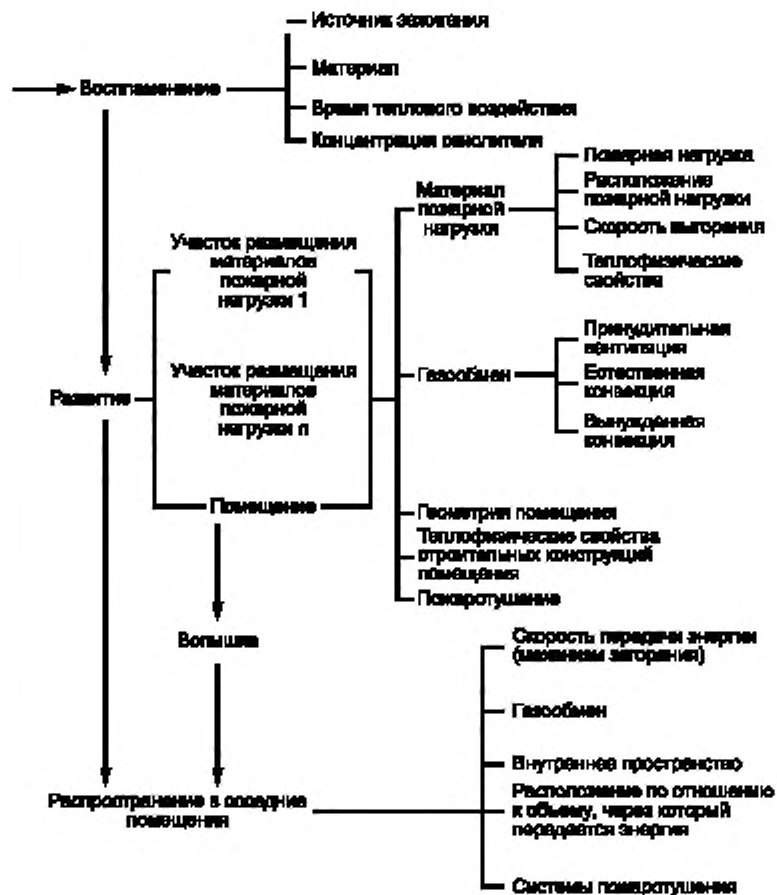 Источник зажигания
Материал
Воспламенение
Время теплового воздействия
Концентрация окислителя
Участок размещения
материалов
пожарной
нагрузки 1
Участок размещения
материалов
пожарной
нагрузки n
Развитие
Помещение
Материал
пожарной
нагрузки
Пожарная нагрузка
Расположение
пожарной нагрузки
Скорость выгорания
Теплофизические
свойства
Газообмен
Принудительная
вентиляция
Естественная
конвекция
Вынужденная
конвекция
Геометрия помещения
Теплофизические свойства
строительных конструкций
помещения
Пожаротушение
Вспышка
Распространение в соседние
помещения
Скорость передачи энергии
(механизм загорания)
Газообмен
Внутреннее пространство
Расположение по отношению
к объему, через который
передается энергия
Системы пожаротушения